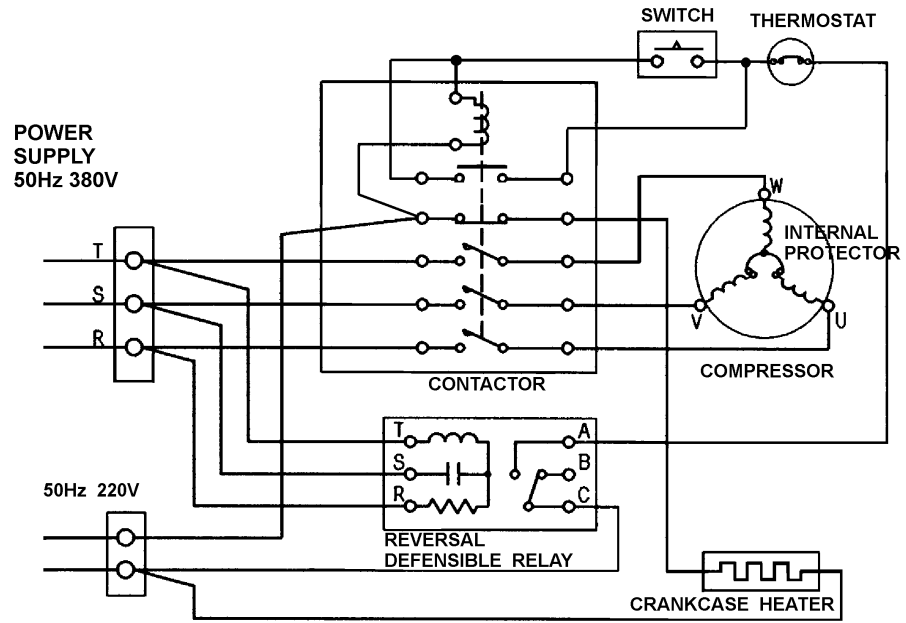 SWITCH
THERMOSTAT
POWER
SUPPLY
50Hz 380V
W
INTERNAL
PROTECTOR
T
S
R
V
U
CONTACTOR
COMPRESSOR
T
A
S
B
R
C
50Hz 220V
REVERSAL
DEFENSIBLE RELAY
CRANKCASE HEATER